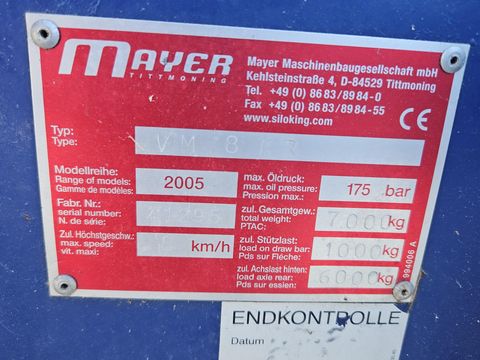 MAYER
TITTMONING
Mayer Maschinenbaugesellschaft mbH
Kehlsteinstraße 4, D-84529 Tittmoning
Tel. +49 (0) 86 83/89 84-0
Fax +49 (0) 86 83/89 84-55
www.siloking.com
CE
Typ:
Type:
VM 8
Modellreihe:
Range of models:
Gamme de modèles:
2005
max. Öldruck:
max. oil pressure:
Pression max.:
175 bar
Fabr. Nr.:
serial number:
N. de série:
zul. Gesamtgew.:
total weight:
PTAC:
7000 kg
Zul. Höchstgeschw.:
max. speed:
vit. maxi:
km/h
zul. Stützlast:
load on draw bar:
Pds sur Flèche:
1000 kg
zul. Achslast hinten:
load axle rear:
Pds sur essien:
6000 kg
994006 A
ENDKONTROLLE
Datum